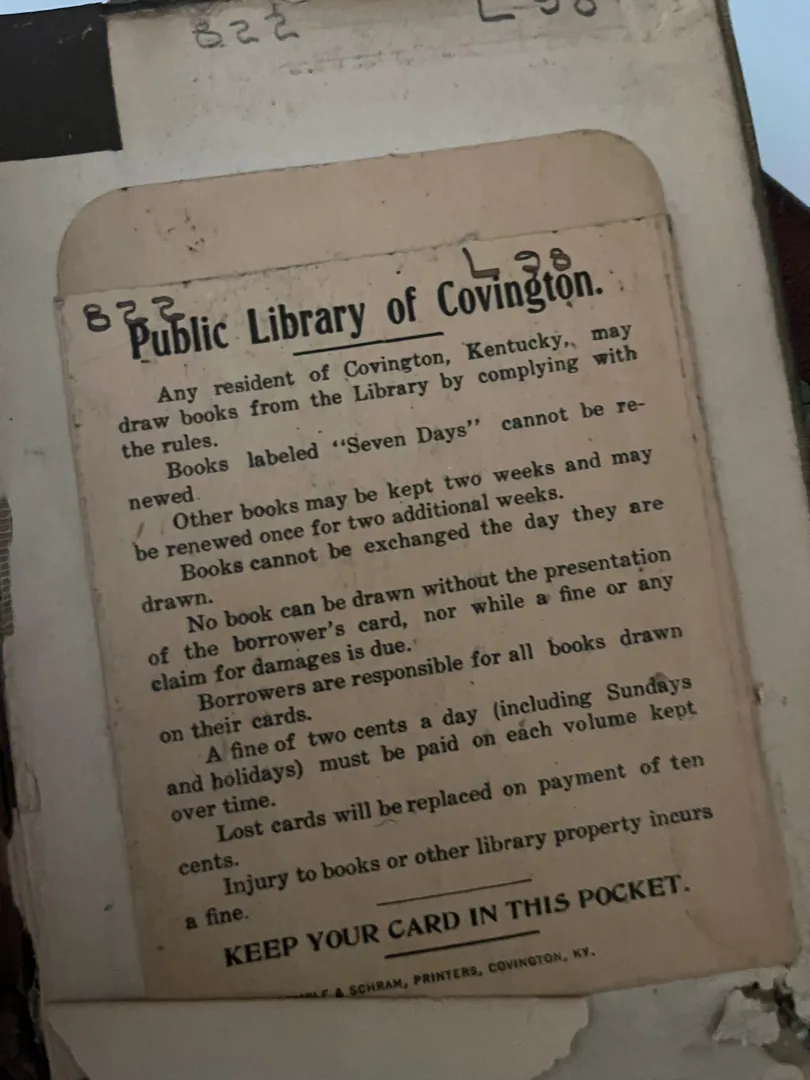 822 L98
822 L98
Public Library of Covington.
Any resident of Covington, Kentucky, may
draw books from the Library by complying with
the rules.
Books labeled "Seven Days" cannot be re-
newed.
Other books may be kept two weeks and may
be renewed once for two additional weeks.
Books cannot be exchanged the day they are
drawn.
No book can be drawn without the presentation
of the borrower's card, nor while a fine or any
claim for damages is due.
Borrowers are responsible for all books drawn
on their cards.
A fine of two cents a day (including Sundays
and holidays) must be paid on each volume kept
over time.
Lost cards will be replaced on payment of ten
cents.
Injury to books or other library property incurs
a fine.
KEEP YOUR CARD IN THIS POCKET.
& SCHRAM, PRINTERS, COVINGTON, KY.